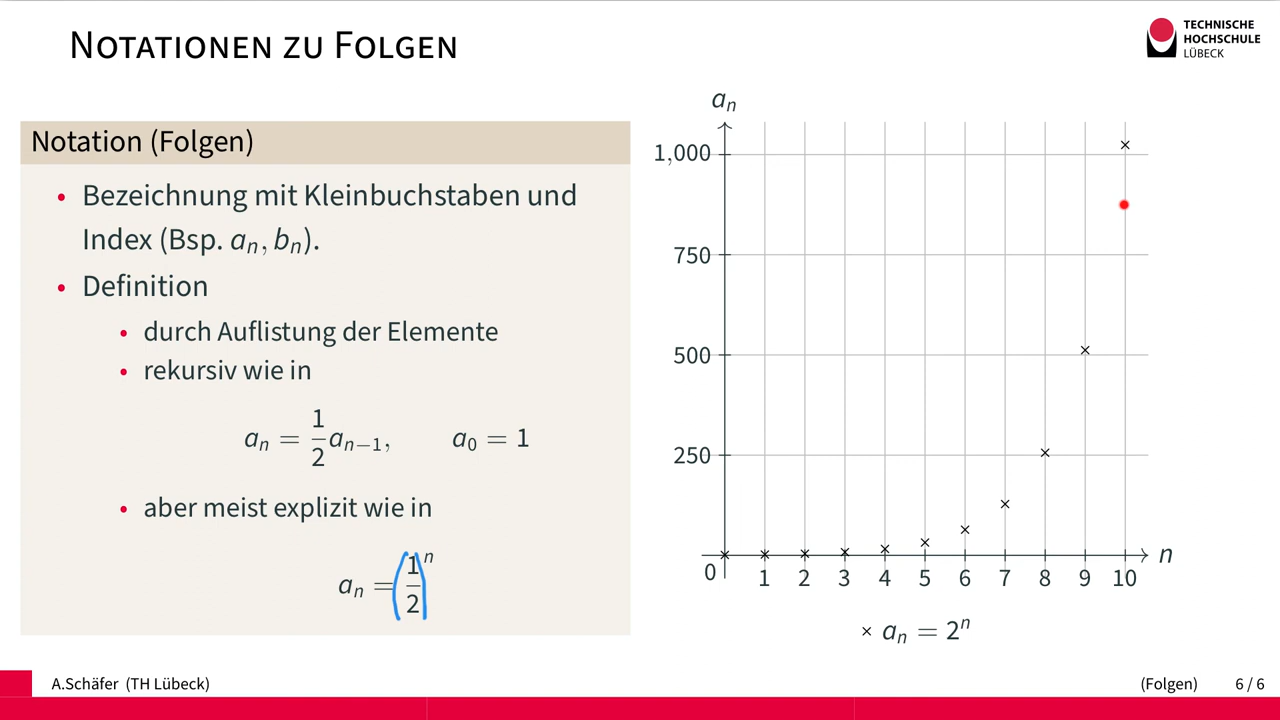 Notationen zu Folgen
TECHNISCHE
HOCHSCHULE
LÜBECK
Notation (Folgen)
• Bezeichnung mit Kleinbuchstaben und
Index (Bsp. aₙ, bₙ).
• Definition
• durch Auflistung der Elemente
• rekursiv wie in
aₙ = 1/2 aₙ₋₁, a₀ = 1
• aber meist explizit wie in
aₙ = (1/2)ⁿ
aₙ
1,000
750
500
250
0 1 2 3 4 5 6 7 8 9 10 n
× aₙ = 2ⁿ
A.Schäfer (TH Lübeck) (Folgen) 6 / 6